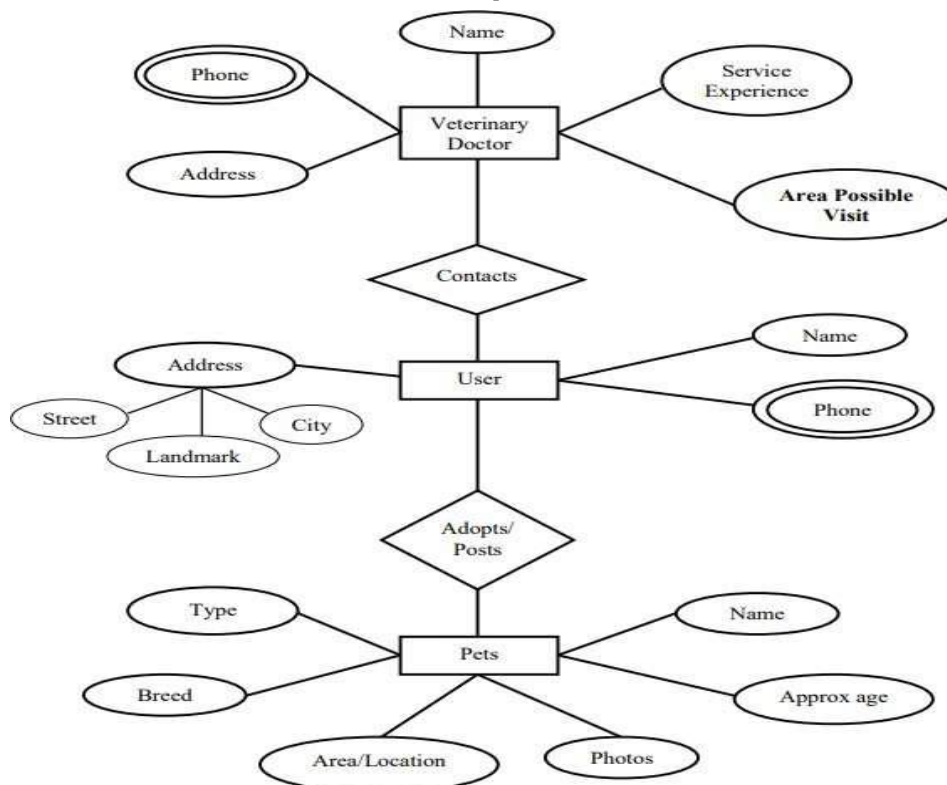 Name
Phone
Service
Experience
Veterinary
Doctor
Address
Area Possible
Visit
Contacts
Name
Address
User
Street
City
Phone
Landmark
Adopts/
Posts
Type
Name
Pets
Breed
Approx age
Area/Location
Photos